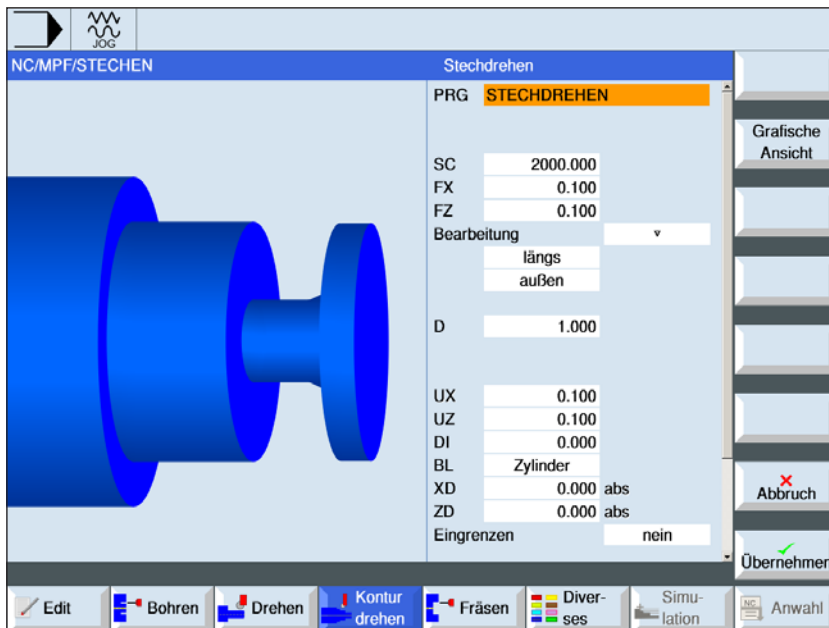 JOG
NC/MPF/STECHEN
Stechdrehen
PRG STECHDREHEN
SC 2000.000
FX 0.100
FZ 0.100
Bearbeitung ▿
längs
außen
D 1.000
UX 0.100
UZ 0.100
DI 0.000
BL Zylinder
XD 0.000 abs
ZD 0.000 abs
Eingrenzen nein
Grafische
Ansicht
Abbruch
Übernehmen
Edit
Bohren
Drehen
Kontur
drehen
Fräsen
Diver-
ses
Simu-
lation
NC
Anwahl